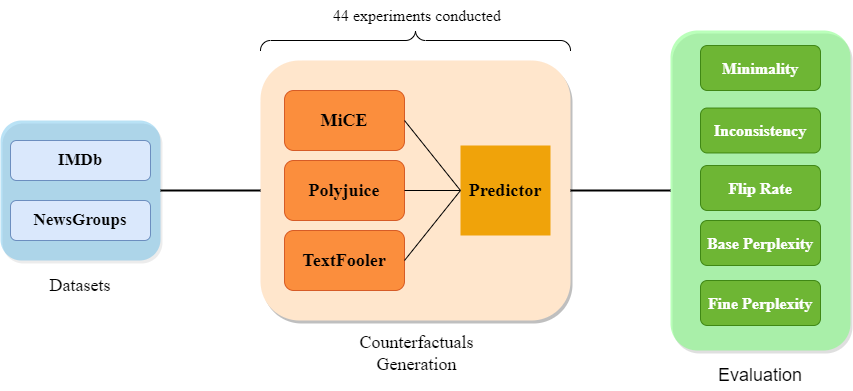 44 experiments conducted
IMDb
NewsGroups
Datasets
MiCE
Polyjuice
TextFooler
Predictor
Counterfactuals
Generation
Minimality
Inconsistency
Flip Rate
Base Perplexity
Fine Perplexity
Evaluation